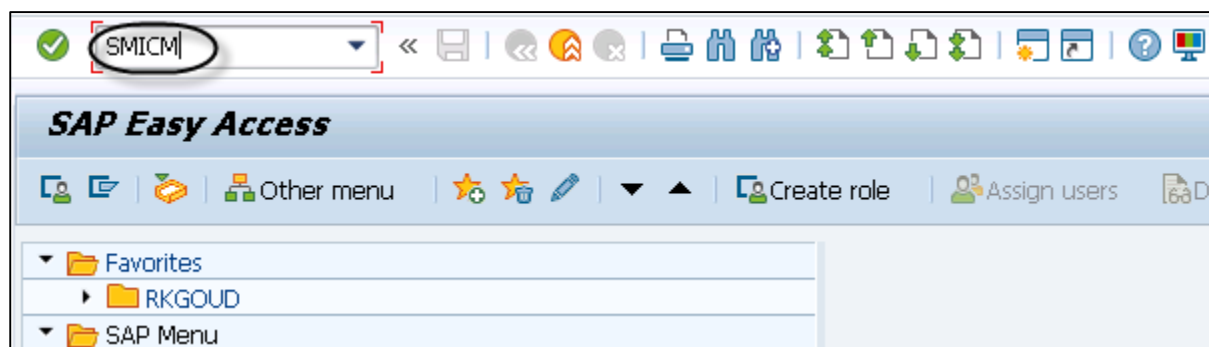 SMICM
SAP Easy Access
Other menu Create role Assign users D
Favorites
RKGOUD
SAP Menu